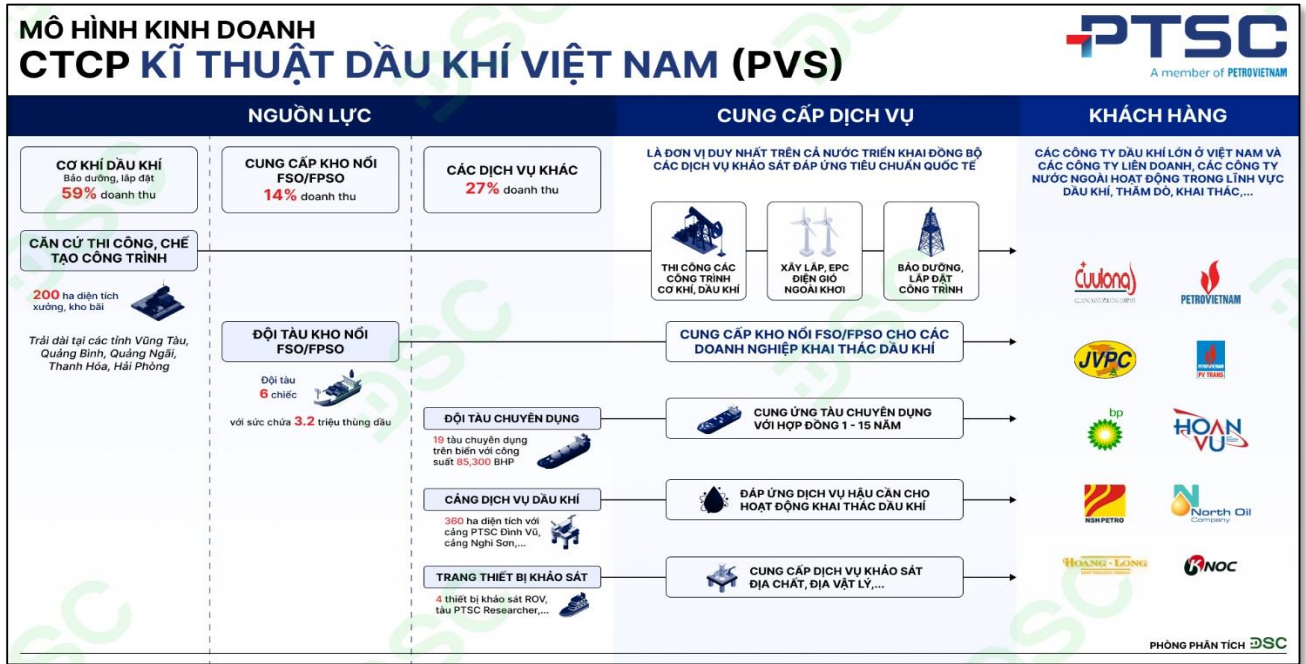 MÔ HÌNH KINH DOANH
CTCP KĨ THUẬT DẦU KHÍ VIỆT NAM (PVS)
PTSC
A member of PETROVIETNAM
NGUỒN LỰC
CUNG CẤP DỊCH VỤ
KHÁCH HÀNG
CƠ KHÍ DẦU KHÍ
Bảo dưỡng, lắp đặt
59% doanh thu
CUNG CẤP KHO NỔI
FSO/FPSO
14% doanh thu
CÁC DỊCH VỤ KHÁC
27% doanh thu
LÀ ĐƠN VỊ DUY NHẤT TRÊN CẢ NƯỚC TRIỂN KHAI ĐỒNG BỘ
CÁC DỊCH VỤ KHẢO SÁT ĐÁP ỨNG TIÊU CHUẨN QUỐC TẾ
CÁC CÔNG TY DẦU KHÍ LỚN Ở VIỆT NAM VÀ
CÁC CÔNG TY LIÊN DOANH, CÁC CÔNG TY
NƯỚC NGOÀI HOẠT ĐỘNG TRONG LĨNH VỰC
DẦU KHÍ, THĂM DÒ, KHAI THÁC,...
CĂN CỨ THI CÔNG, CHẾ
TẠO CÔNG TRÌNH
200 ha diện tích
xưởng, kho bãi
Trải dài tại các tỉnh Vũng Tàu,
Quảng Bình, Quảng Ngãi,
Thanh Hóa, Hải Phòng
THI CÔNG CÁC
CÔNG TRÌNH
CƠ KHÍ, DẦU KHÍ
XÂY LẮP, EPC
ĐIỆN GIÓ
NGOÀI KHƠI
BẢO DƯỠNG,
LẮP ĐẶT
CÔNG TRÌNH
ĐỘI TÀU KHO NỔI
FSO/FPSO
Đội tàu
6 chiếc
với sức chứa 3.2 triệu thùng dầu
CUNG CẤP KHO NỔI FSO/FPSO CHO CÁC
DOANH NGHIỆP KHAI THÁC DẦU KHÍ
ĐỘI TÀU CHUYÊN DỤNG
19 tàu chuyên dụng
trên biển với công
suất 85,300 BHP
CUNG ỨNG TÀU CHUYÊN DỤNG
VỚI HỢP ĐỒNG 1 - 15 NĂM
CẢNG DỊCH VỤ DẦU KHÍ
360 ha diện tích với
cảng PTSC Đình Vũ,
cảng Nghi Sơn,...
ĐÁP ỨNG DỊCH VỤ HẬU CẦN CHO
HOẠT ĐỘNG KHAI THÁC DẦU KHÍ
TRANG THIẾT BỊ KHẢO SÁT
4 thiết bị khảo sát ROV,
tàu PTSC Researcher,...
CUNG CẤP DỊCH VỤ KHẢO SÁT
ĐỊA CHẤT, ĐỊA VẬT LÝ,...
Cuulong
PETROVIETNAM
JVPC
PETROVIETNAM
PV TRANS
bp
HOAN
VU
NSH PETRO
North Oil
Company
HOANG-LONG
KNOC
PHÒNG PHÂN TÍCH DSC